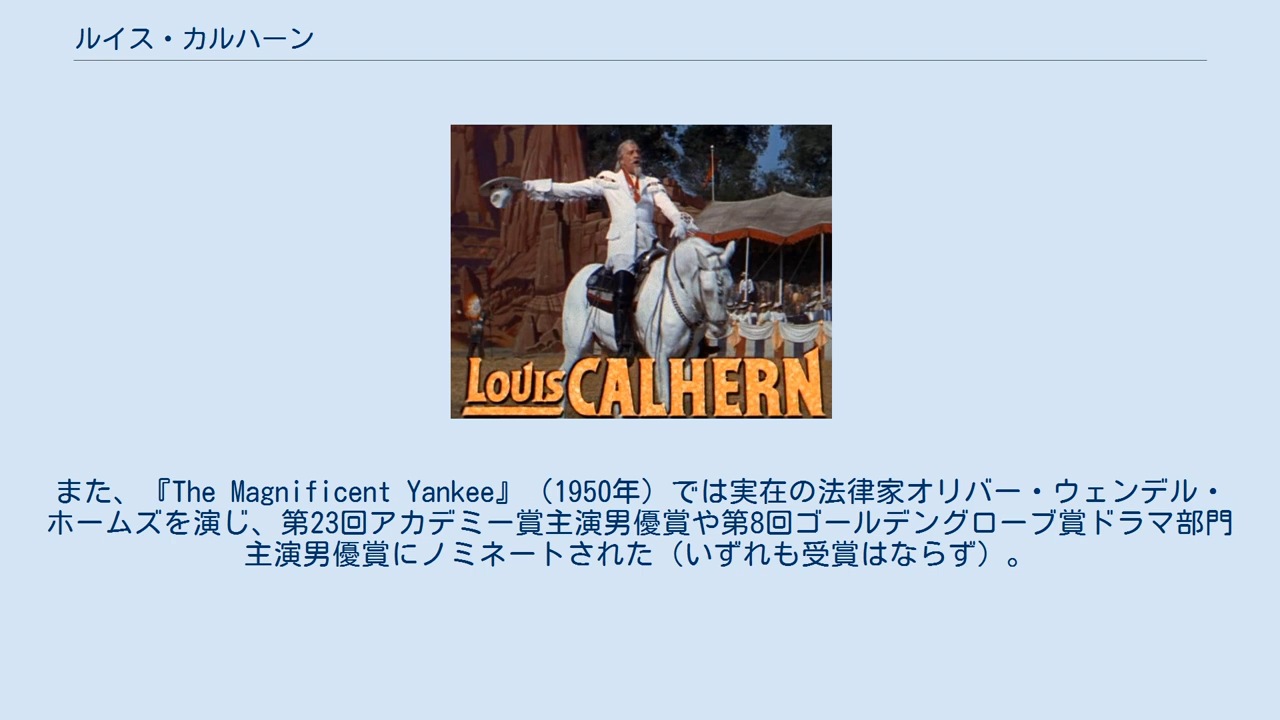 ルイス・カルハーン
LOUIS CALHERN
また、『The Magnificent Yankee』（1950年）では実在の法律家オリバー・ウェンデル・
ホームズを演じ、第23回アカデミー賞主演男優賞や第8回ゴールデングローブ賞ドラマ部門
主演男優賞にノミネートされた（いずれも受賞はならず）。